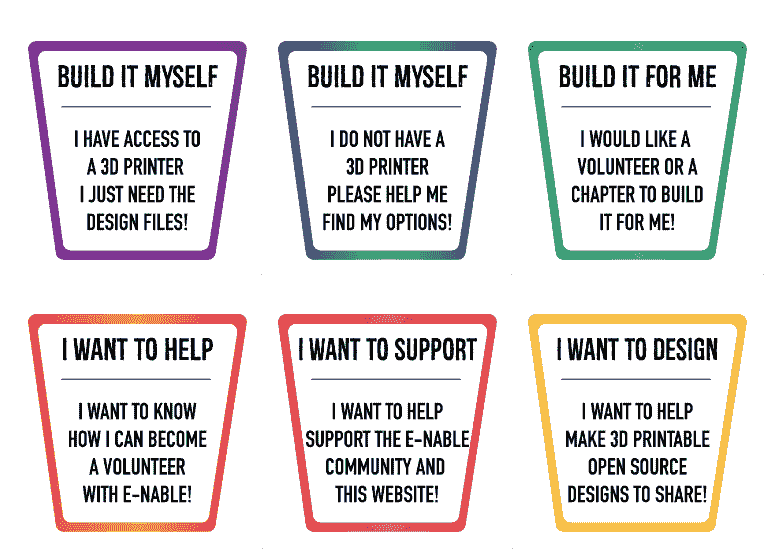 BUILD IT MYSELF
I HAVE ACCESS TO
A 3D PRINTER
I JUST NEED THE
DESIGN FILES!
BUILD IT MYSELF
I DO NOT HAVE A
3D PRINTER
PLEASE HELP ME
FIND MY OPTIONS!
BUILD IT FOR ME
I WOULD LIKE A
VOLUNTEER OR A
CHAPTER TO BUILD
IT FOR ME!
I WANT TO HELP
I WANT TO KNOW
HOW I CAN BECOME
A VOLUNTEER
WITH E-NABLE!
I WANT TO SUPPORT
I WANT TO HELP
SUPPORT THE E-NABLE
COMMUNITY AND
THIS WEBSITE!
I WANT TO DESIGN
I WANT TO HELP
MAKE 3D PRINTABLE
OPEN SOURCE
DESIGNS TO SHARE!